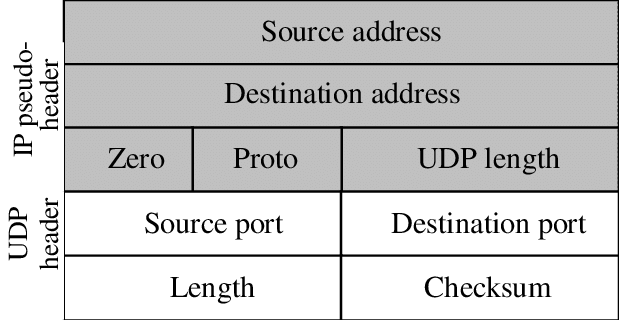 IP pseudo-
header
Source address
Destination address
Zero Proto UDP length
UDP
header
Source port Destination port
Length Checksum